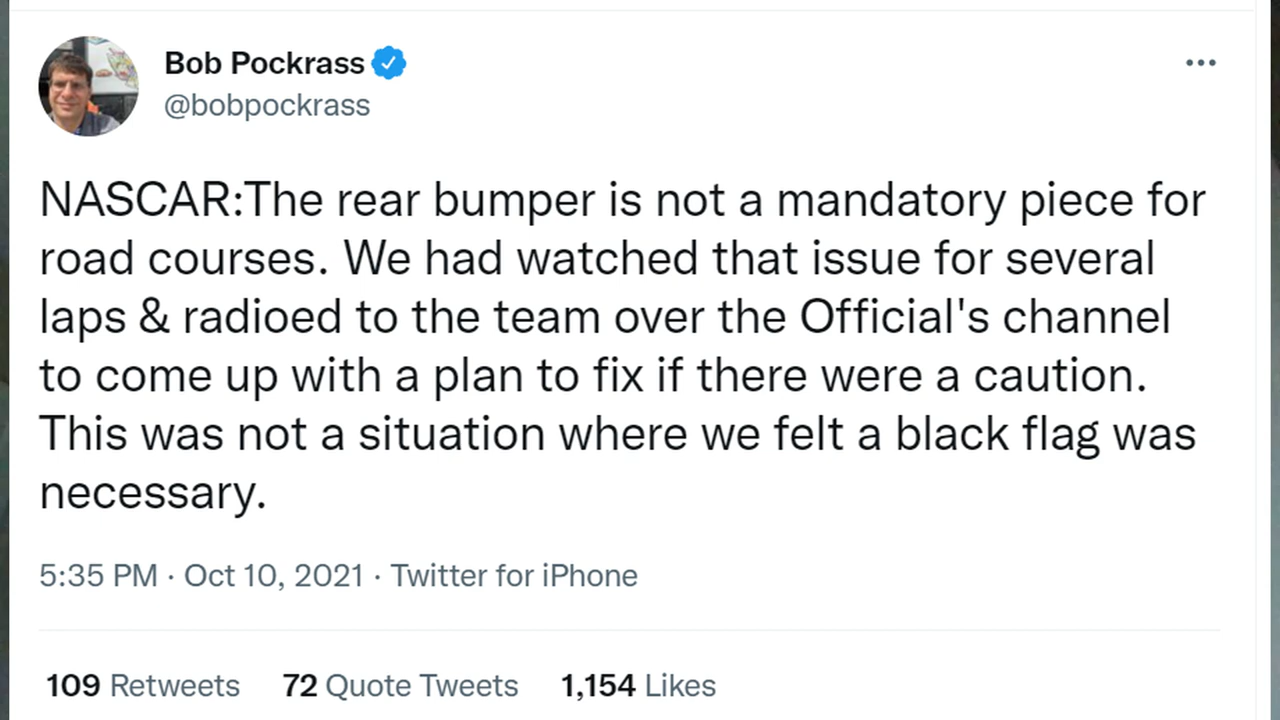 Bob Pockrass
@bobpockrass
NASCAR:The rear bumper is not a mandatory piece for
road courses. We had watched that issue for several
laps & radioed to the team over the Official's channel
to come up with a plan to fix if there were a caution.
This was not a situation where we felt a black flag was
necessary.
5:35 PM · Oct 10, 2021 · Twitter for iPhone
109 Retweets 72 Quote Tweets 1,154 Likes